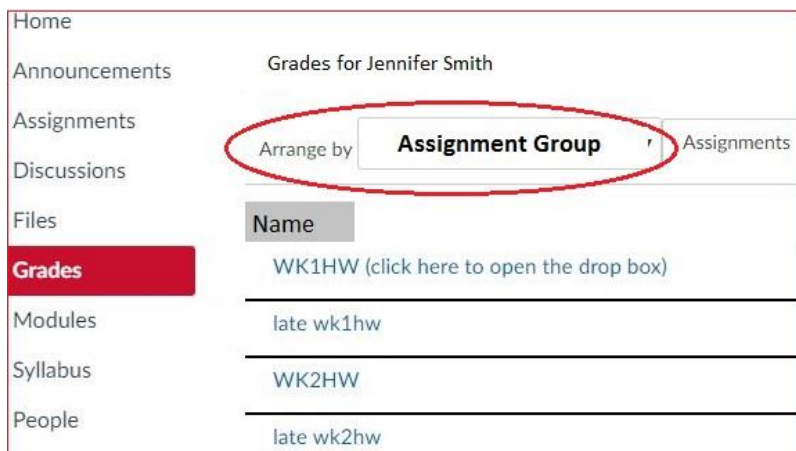 Home
Announcements
Assignments
Discussions
Files
Grades
Modules
Syllabus
People
Grades for Jennifer Smith
Arrange by Assignment Group Assignments
Name
WK1HW (click here to open the drop box)
late wk1hw
WK2HW
late wk2hw